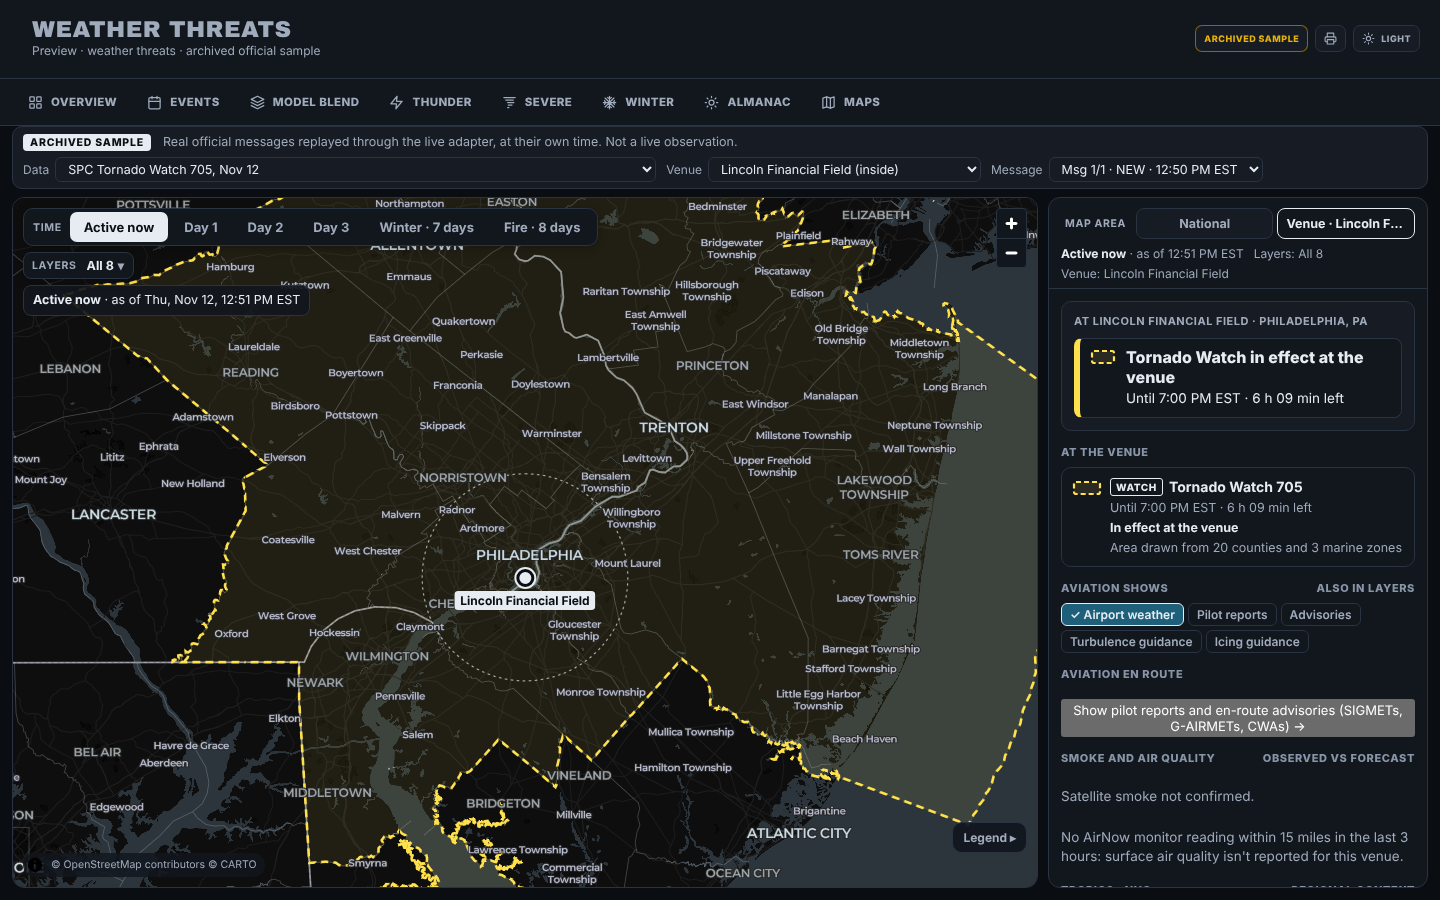 WEATHER THREATS
Preview · weather threats · archived official sample
ARCHIVED SAMPLE
LIGHT
OVERVIEW
EVENTS
MODEL BLEND
THUNDER
SEVERE
WINTER
ALMANAC
MAPS
ARCHIVED SAMPLE Real official messages replayed through the live adapter, at their own time. Not a live observation.
Data SPC Tornado Watch 705, Nov 12
Venue Lincoln Financial Field (inside)
Message Msg 1/1 · NEW · 12:50 PM EST
POTTSVILLE
Northampton
EASTON
Bedminster
ELIZABETH
TIME Active now Day 1 Day 2 Day 3 Winter · 7 days Fire · 8 days
+
−
Plainfield
Rahway
Bridgewater
Township
ALLENTOWN
LAYERS All 8 ▾
Hamburg
Emmaus
Piscataway
Kutztown
Raritan Township
Hillsborough
Township
Edison
Active now · as of Thu, Nov 12, 12:51 PM EST
Quakertown
East Amwell
Township
Old Bridge
Township
Laureldale
East Greenville
Perkasie
Lambertville
Middletown
Township
LEBANON
READING
Boyertown
PRINCETON
Franconia
Doylestown
Long Branch
Birdsboro
Pottstown
East Windsor
Manalapan
Adamstown
Skippack
Warminster
TRENTON
Millstone Township
Neptune Township
Ephrata
Wall Township
town
Lititz
Elverson
Levittown
Upper Freehold
Township
Mount Joy
New Holland
NORRISTOWN
Bensalem
Township
LAKEWOOD
TOWNSHIP
LANCASTER
Malvern
Radnor
Ardmore
Willingboro
Township
Coatesville
West Chester
PHILADELPHIA
Mount Laurel
TOMS RIVER
on
CHE
Lincoln Financial Field
Lacey Township
West Grove
Oxford
Hockessin
Claymont
Gloucester
Township
WILMINGTON
Barnegat Township
Stafford Township
NEWARK
Pennsville
Monroe Township
Little Egg Harbor
Township
Elkton
Salem
Mullica Township
Beach Haven
BEL AIR
Havre de Grace
Aberdeen
Hamilton Township
VINELAND
e
MIDDLETOWN
BRIDGETON
Millville
Edgewood
Brigantine
ON
ATLANTIC CITY
Legend ▸
Lawrence Township
Smyrna
Commercial
Township
OCEAN CITY
© OpenStreetMap contributors © CARTO
MAP AREA National Venue · Lincoln F...
Active now · as of 12:51 PM EST Layers: All 8
Venue: Lincoln Financial Field
AT LINCOLN FINANCIAL FIELD · PHILADELPHIA, PA
Tornado Watch in effect at the
venue
Until 7:00 PM EST · 6 h 09 min left
AT THE VENUE
WATCH Tornado Watch 705
Until 7:00 PM EST · 6 h 09 min left
In effect at the venue
Area drawn from 20 counties and 3 marine zones
AVIATION SHOWS ALSO IN LAYERS
✓ Airport weather Pilot reports Advisories
Turbulence guidance Icing guidance
AVIATION EN ROUTE
Show pilot reports and en-route advisories (SIGMETs,
G-AIRMETs, CWAs) →
SMOKE AND AIR QUALITY OBSERVED VS FORECAST
Satellite smoke not confirmed.
No AirNow monitor reading within 15 miles in the last 3
hours: surface air quality isn't reported for this venue.